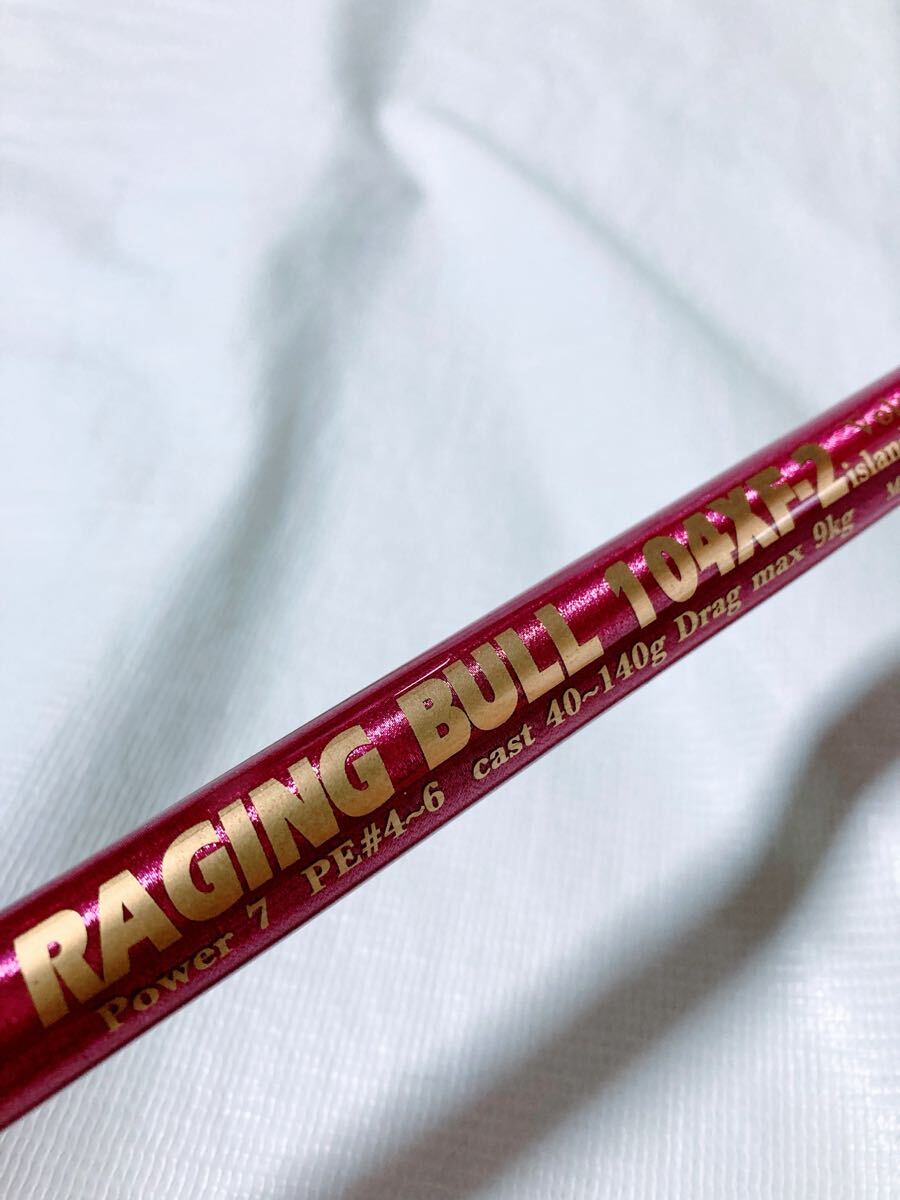 RAGING BULL 104XF-2
Power 7 PE#4~6 cast 40~140g Drag max 9kg